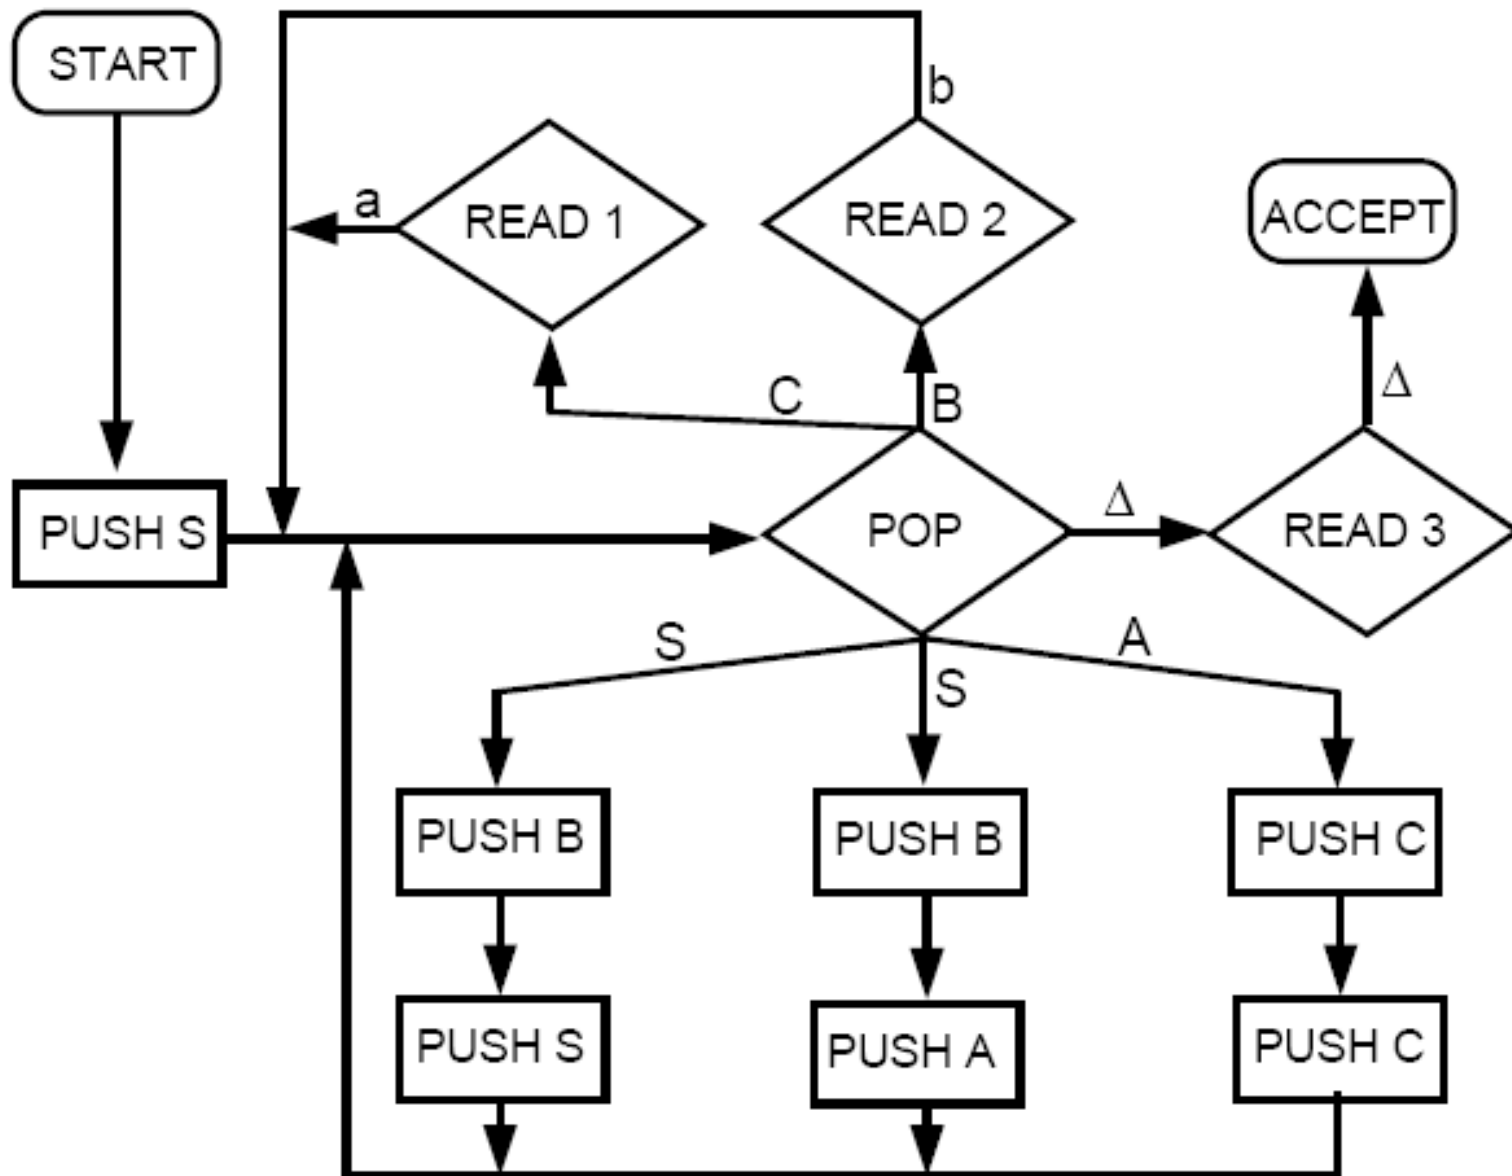 START
b
a
READ 1
READ 2
ACCEPT
C
B
Δ
Δ
PUSH S
POP
READ 3
S
S
A
PUSH B
PUSH B
PUSH C
PUSH S
PUSH A
PUSH C